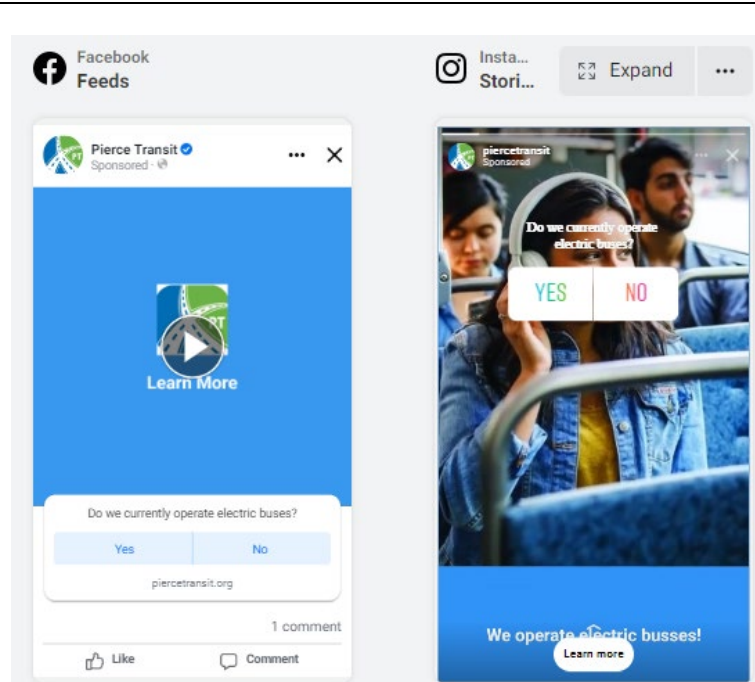 Facebook
Feeds
Pierce Transit
Sponsored ·
PT
PT
Learn More
Do we currently operate electric buses?
Yes
No
piercetransit.org
1 comment
Like
Comment
Insta...
Stori...
Expand
piercetransit
Sponsored
Do we currently operate
electric buses?
YES
NO
We operate electric busses!
Learn more